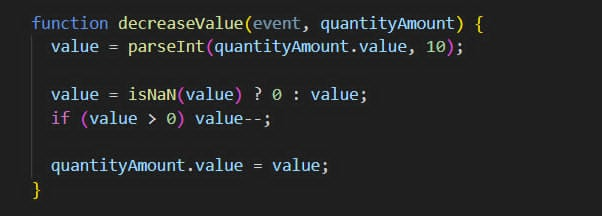 function decreaseValue(event, quantityAmount) {
value = parseInt(quantityAmount.value, 10);
value = isNaN(value) ? 0 : value;
if (value > 0) value--;
quantityAmount.value = value;
}